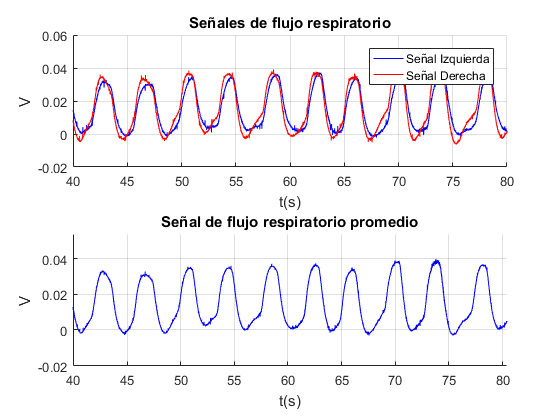 Señales de flujo respiratorio
0.06
0.04
0.02
0
-0.02
V
Señal Izquierda
Señal Derecha
40 45 50 55 60 65 70 75 80
t(s)
Señal de flujo respiratorio promedio
0.04
0.02
0
-0.02
V
40 45 50 55 60 65 70 75 80
t(s)